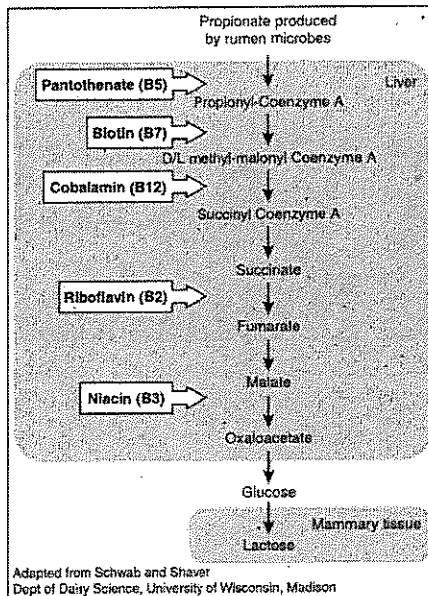 Propionate produced
by rumen microbes
Pantothenate (B5)
Liver
Propionyl-Coenzyme A
Biotin (B7)
D/L methyl-malonyl Coenzyme A
Cobalamin (B12)
Succinyl Coenzyme A
Succinate
Riboflavin (B2)
Fumarate
Malate
Niacin (B3)
Oxaloacetate
Glucose
Mammary tissue
Lactose
Adapted from Schwab and Shaver
Dept of Dairy Science, University of Wisconsin, Madison